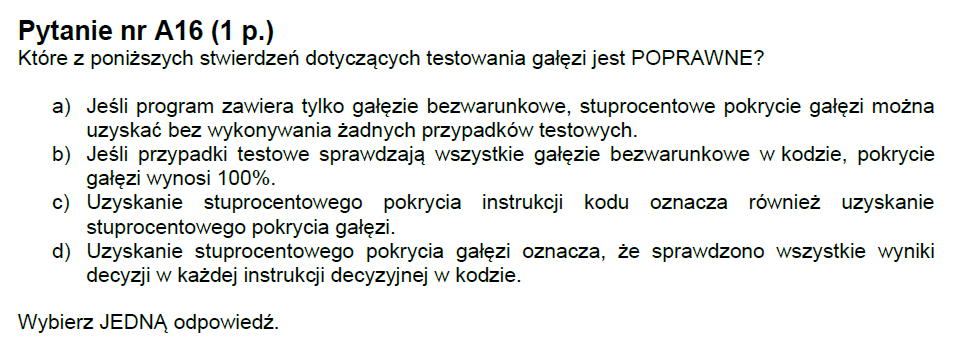 Pytanie nr A16 (1 p.)
Które z poniższych stwierdzeń dotyczących testowania gałęzi jest POPRAWNE?
a) Jeśli program zawiera tylko gałęzie bezwarunkowe, stuprocentowe pokrycie gałęzi można
uzyskać bez wykonywania żadnych przypadków testowych.
b) Jeśli przypadki testowe sprawdzają wszystkie gałęzie bezwarunkowe w kodzie, pokrycie
gałęzi wynosi 100%.
c) Uzyskanie stuprocentowego pokrycia instrukcji kodu oznacza również uzyskanie
stuprocentowego pokrycia gałęzi.
d) Uzyskanie stuprocentowego pokrycia gałęzi oznacza, że sprawdzono wszystkie wyniki
decyzji w każdej instrukcji decyzyjnej w kodzie.
Wybierz JEDNĄ odpowiedź.